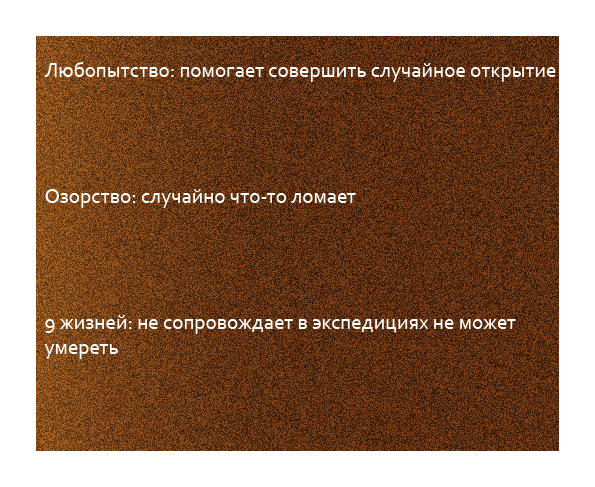 Любопытство: помогает совершить случайное открытие
Озорство: случайно что-то ломает
9 жизней: не сопровождает в экспедициях не может
умереть